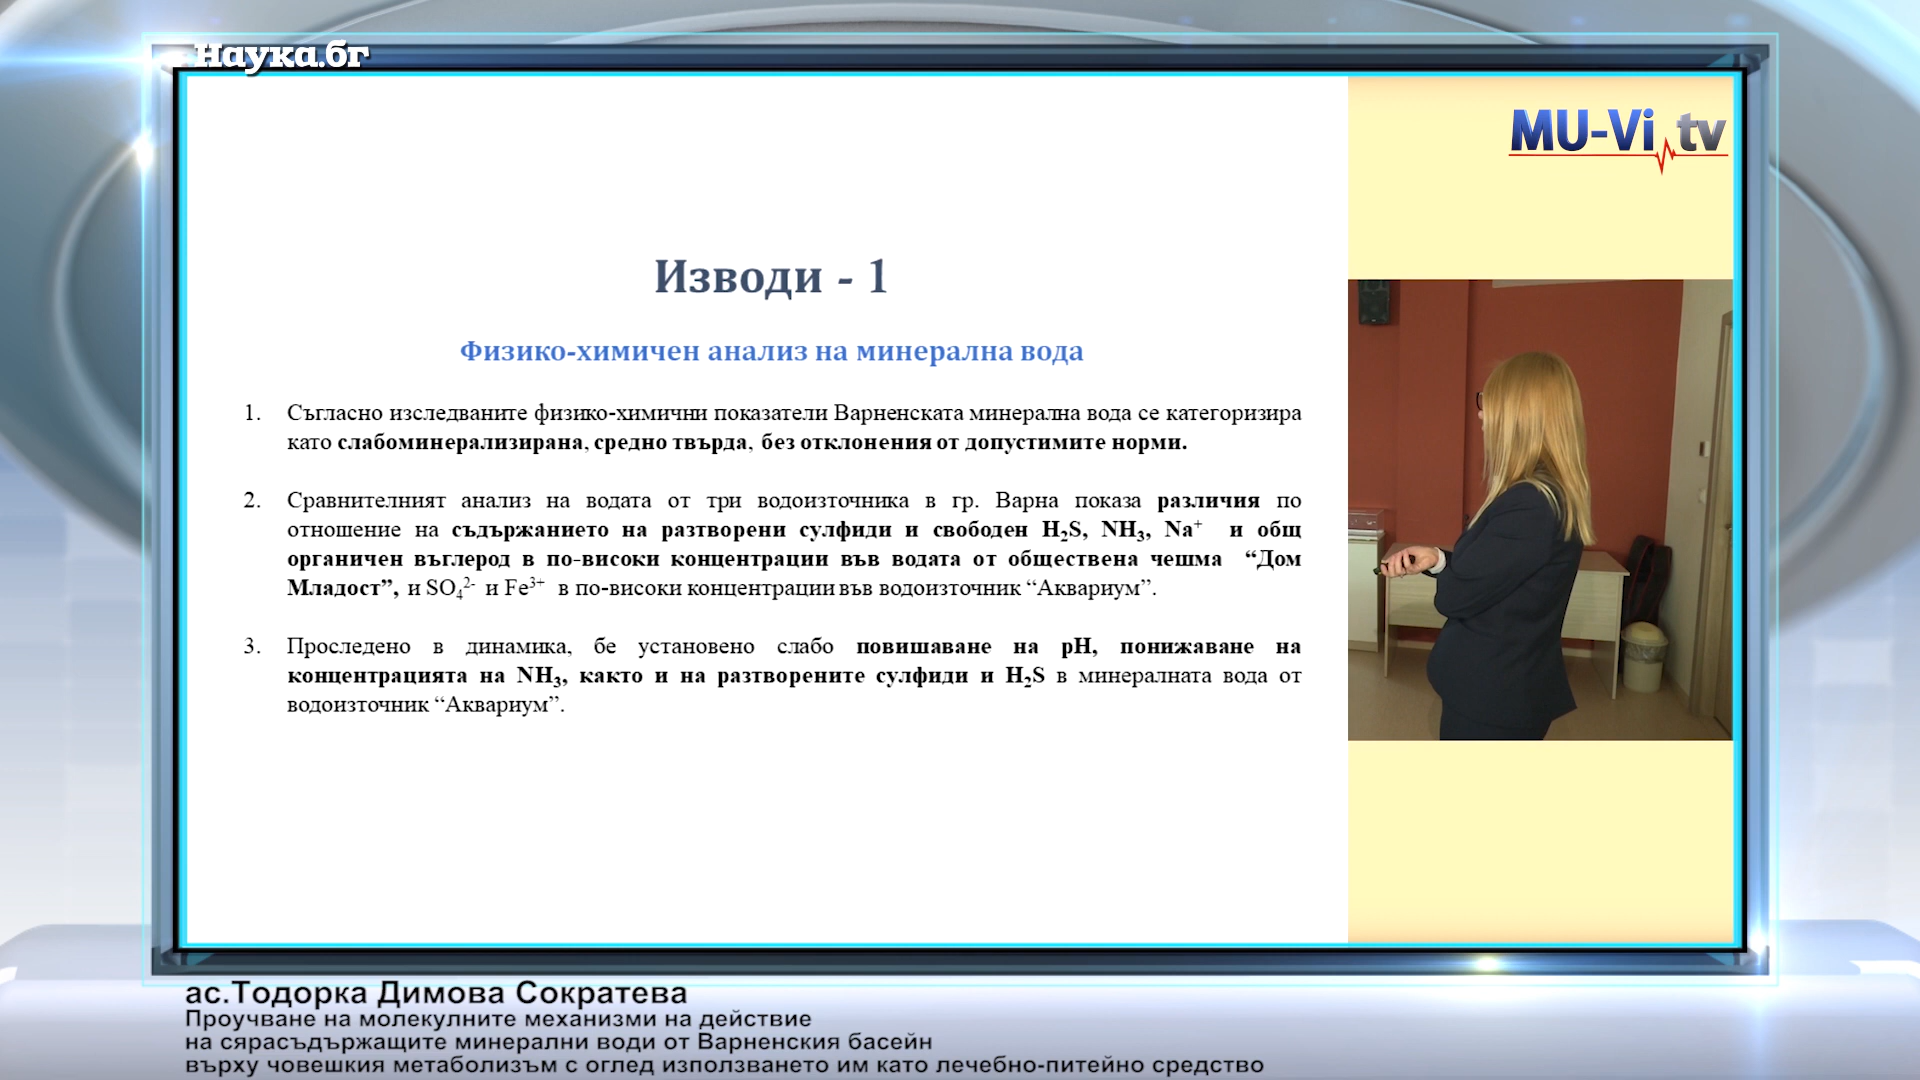 Наука.бг
MU-Vi tv
Изводи - 1
Физико-химичен анализ на минерална вода
1. Съгласно изследваните физико-химични показатели Варненската минерална вода се категоризира
като слабоминерализирана, средно твърда, без отклонения от допустимите норми.
2. Сравнителният анализ на водата от три водоизточника в гр. Варна показа различия по
отношение на съдържанието на разтворени сулфиди и свободен H₂S, NH₃, Na⁺ и общ
органичен въглерод в по-високи концентрации във водата от обществена чешма “Дом
Младост”, и SO₄²⁻ и Fe³⁺ в по-високи концентрации във водоизточник “Аквариум”.
3. Проследено в динамика, бе установено слабо повишаване на pH, понижаване на
концентрацията на NH₃, както и на разтворените сулфиди и H₂S в минералната вода от
водоизточник “Аквариум”.
ас.Тодорка Димова Сократева
Проучване на молекулните механизми на действие
на сярасъдържащите минерални води от Варненския басейн
върху човешкия метаболизъм с оглед използването им като лечебно-питейно средство